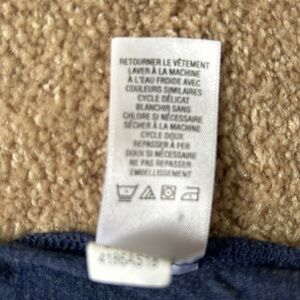 RETOURNER LE VÊTEMENT
LAVER À LA MACHINE
À L'EAU FROIDE AVEC
COULEURS SIMILAIRES
CYCLE DÉLICAT
BLANCHIR SANS
CHLORE SI NÉCESSAIRE
SÉCHER À LA MACHINE
CYCLE DOUX
REPASSER À FER
DOUX SI NÉCESSAIRE
NE PAS REPASSER
EMBELLISSEMENT